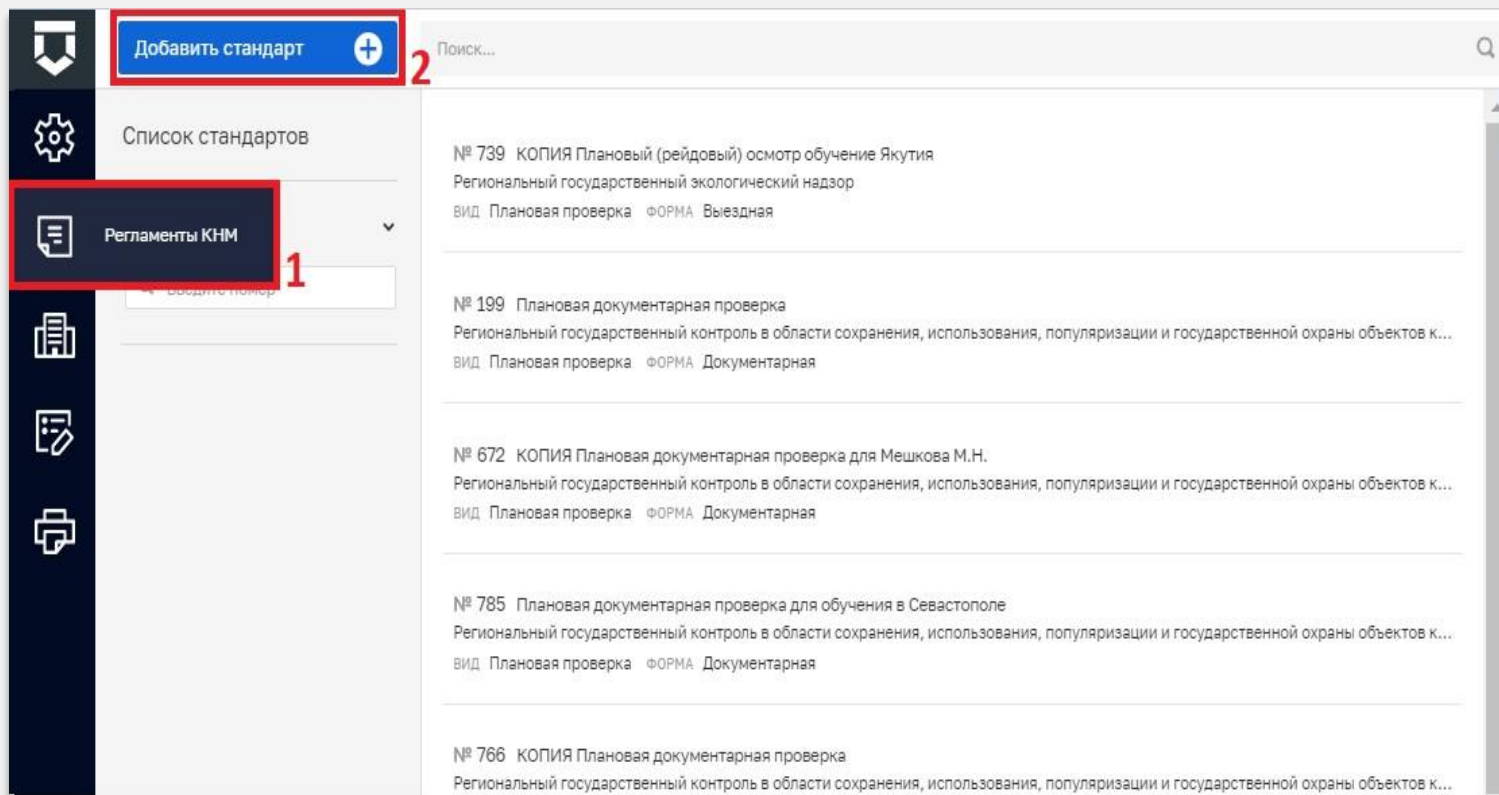 Добавить стандарт
2
Поиск...
Список стандартов
Регламенты КНМ
1
Введите номер
№ 739 КОПИЯ Плановый (рейдовый) осмотр обучение Якутия
Региональный государственный экологический надзор
ВИД Плановая проверка ФОРМА Выездная
№ 199 Плановая документарная проверка
Региональный государственный контроль в области сохранения, использования, популяризации и государственной охраны объектов к...
ВИД Плановая проверка ФОРМА Документарная
№ 672 КОПИЯ Плановая документарная проверка для Мешкова М.Н.
Региональный государственный контроль в области сохранения, использования, популяризации и государственной охраны объектов к...
ВИД Плановая проверка ФОРМА Документарная
№ 785 Плановая документарная проверка для обучения в Севастополе
Региональный государственный контроль в области сохранения, использования, популяризации и государственной охраны объектов к...
ВИД Плановая проверка ФОРМА Документарная
№ 766 КОПИЯ Плановая документарная проверка
Региональный государственный контроль в области сохранения, использования, популяризации и государственной охраны объектов к...